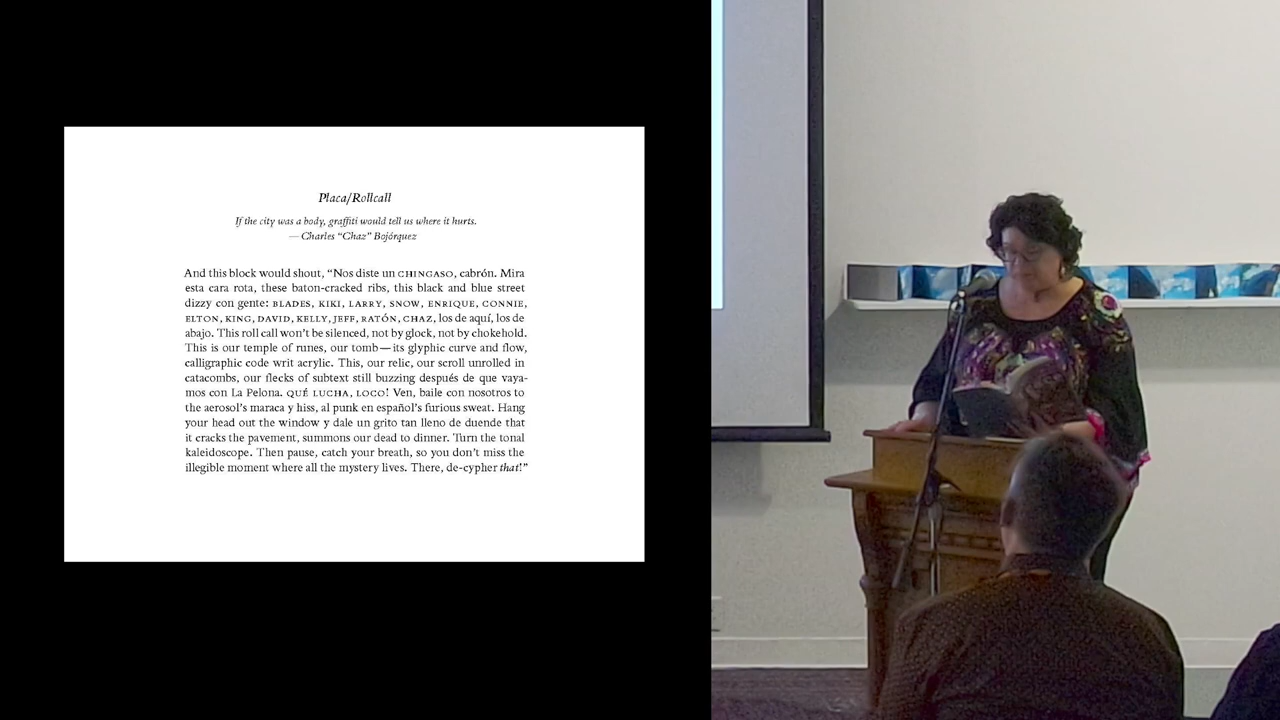 Placa/Rollcall
If the city was a body, graffiti would tell us where it hurts.
— Charles “Chaz” Bojórquez
And this block would shout, “Nos diste un CHINGASO, cabrón. Mira
esta cara rota, these baton-cracked ribs, this black and blue street
dizzy con gente: BLADES, KIKI, LARRY, SNOW, ENRIQUE, CONNIE,
ELTON, KING, DAVID, KELLY, JEFF, RATÓN, CHAZ, los de aquí, los de
abajo. This roll call won’t be silenced, not by glock, not by chokehold.
This is our temple of runes, our tomb—its glyphic curve and flow,
calligraphic code writ acrylic. This, our relic, our scroll unrolled in
catacombs, our flecks of subtext still buzzing después de que vaya-
mos con La Pelona. QUÉ LUCHA, LOCO! Ven, baile con nosotros to
the aerosol’s maraca y hiss, al punk en español’s furious sweat. Hang
your head out the window y dale un grito tan lleno de duende that
it cracks the pavement, summons our dead to dinner. Turn the tonal
kaleidoscope. Then pause, catch your breath, so you don’t miss the
illegible moment where all the mystery lives. There, de-cypher that!”